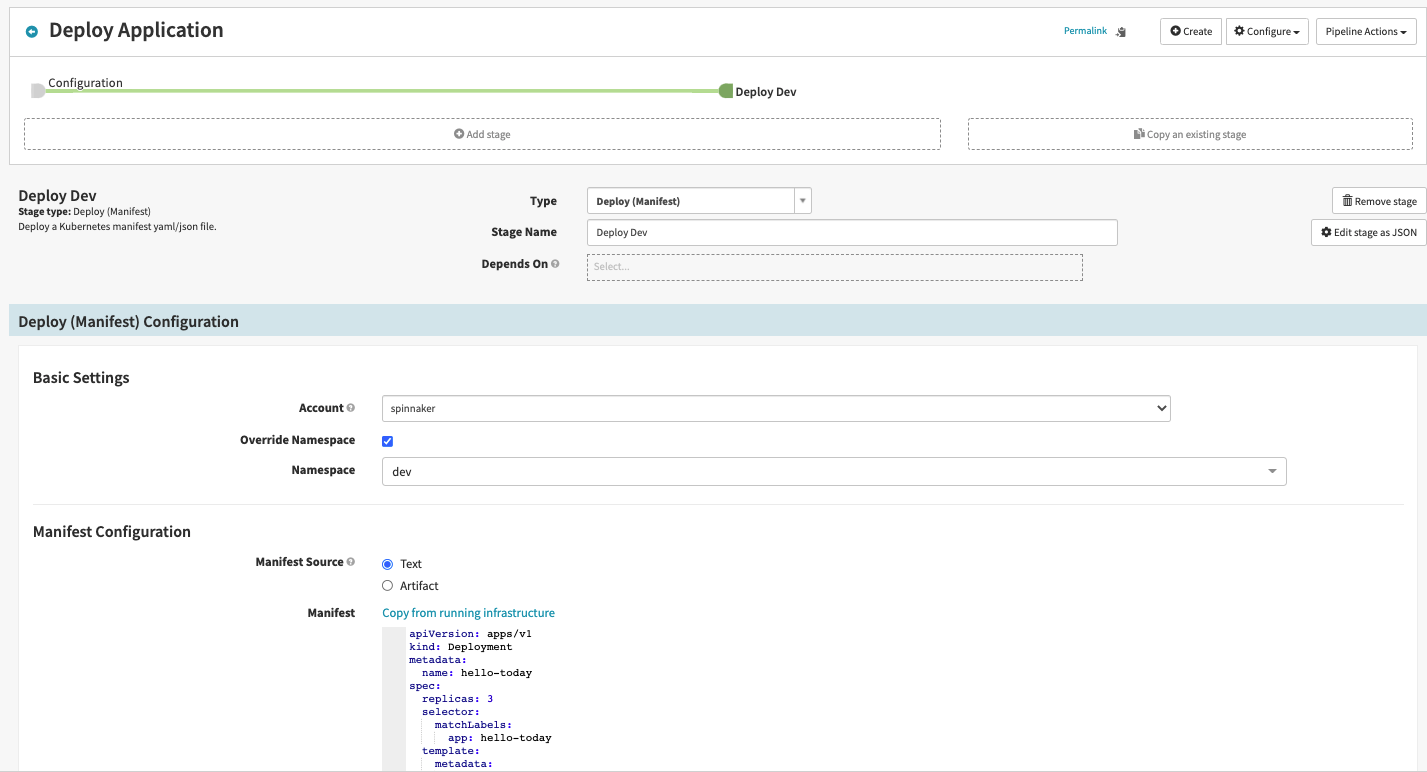 Deploy Application
Permalink
Create
Configure
Pipeline Actions
Configuration
Deploy Dev
Add stage
Copy an existing stage
Deploy Dev
Stage type: Deploy (Manifest)
Deploy a Kubernetes manifest yaml/json file.
Type
Deploy (Manifest)
Remove stage
Stage Name
Deploy Dev
Edit stage as JSON
Depends On
Select...
Deploy (Manifest) Configuration
Basic Settings
Account
spinnaker
Override Namespace
Namespace
dev
Manifest Configuration
Manifest Source
Text
Artifact
Manifest
Copy from running infrastructure
apiVersion: apps/v1
kind: Deployment
metadata:
  name: hello-today
spec:
  replicas: 3
  selector:
    matchLabels:
      app: hello-today
  template:
    metadata: